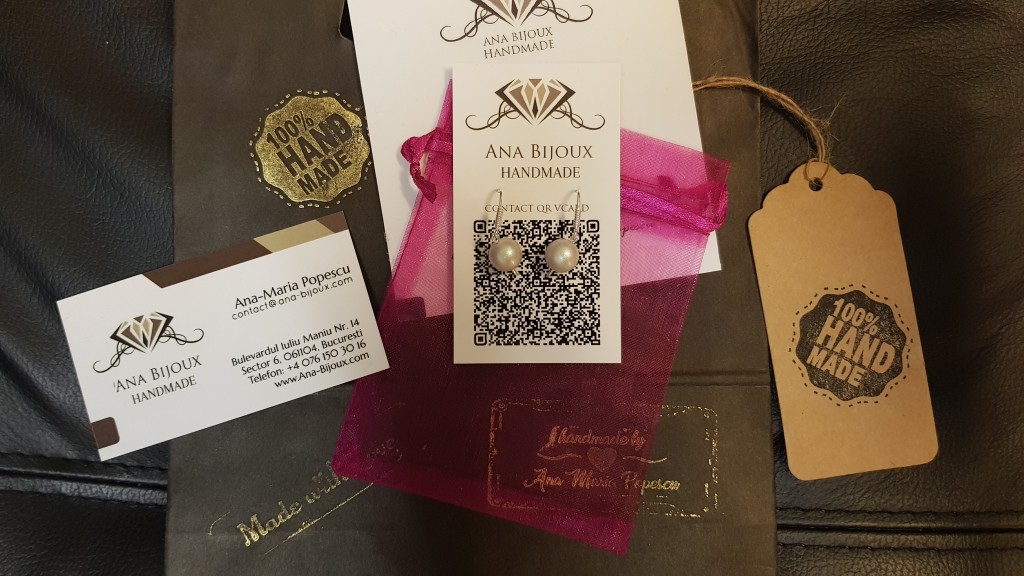 ANA BIJOUX
HANDMADE
100%
HAND
MADE
ANA BIJOUX
HANDMADE
CONTACT QR VCARD
Ana-Maria Popescu
contact@ana-bijoux.com
Bulevardul Iuliu Maniu Nr. 14
Sector 6, 061104, Bucuresti
Telefon: +4 076 150 30 16
www.Ana-Bijoux.com
ANA BIJOUX
HANDMADE
100%
HAND
MADE
Handmade by
Ana Maria Popescu
Made with